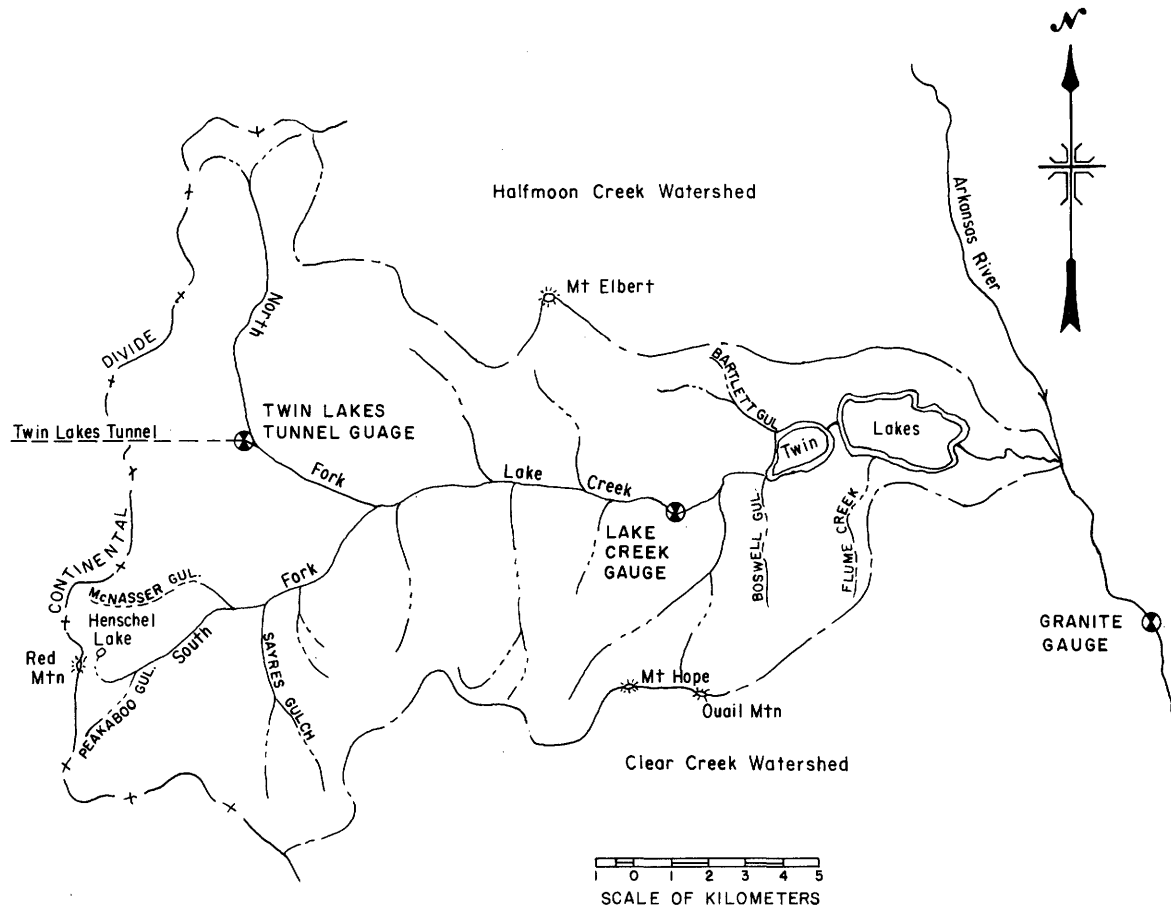 N
Halfmoon Creek Watershed
Arkansas River
Mt Elbert
North
DIVIDE
BARTLETT GUL.
TWIN LAKES
TUNNEL GUAGE
Twin Lakes Tunnel
Twin
Lakes
Fork
Lake
Creek
LAKE
CREEK
GAUGE
BOSWELL GUL.
FLUME CREEK
CONTINENTAL
McNASSER GUL.
Fork
Henschel
Lake
South
Red
Mtn
PEAKABOO GUL.
SAYRES GULCH
GRANITE
GAUGE
Mt Hope
Quail Mtn
Clear Creek Watershed
1 0 1 2 3 4 5
SCALE OF KILOMETERS